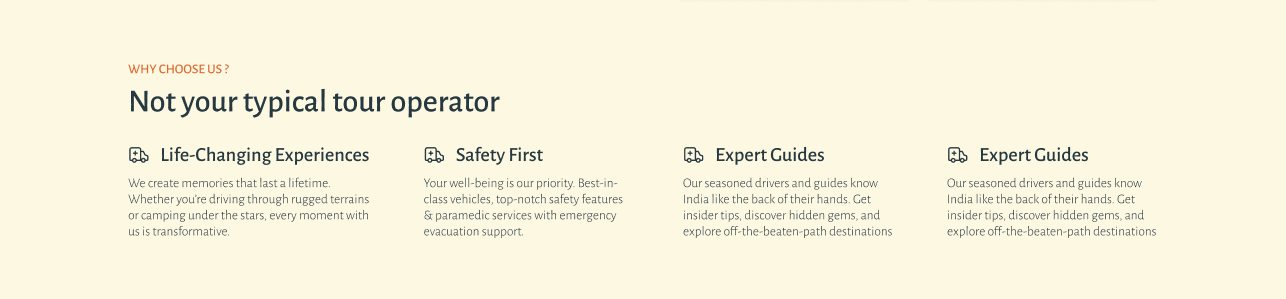 WHY CHOOSE US ?
Not your typical tour operator
Life-Changing Experiences
We create memories that last a lifetime.
Whether you're driving through rugged terrains
or camping under the stars, every moment with
us is transformative.
Safety First
Your well-being is our priority. Best-in-
class vehicles, top-notch safety features
& paramedic services with emergency
evacuation support.
Expert Guides
Our seasoned drivers and guides know
India like the back of their hands. Get
insider tips, discover hidden gems, and
explore off-the-beaten-path destinations
Expert Guides
Our seasoned drivers and guides know
India like the back of their hands. Get
insider tips, discover hidden gems, and
explore off-the-beaten-path destinations